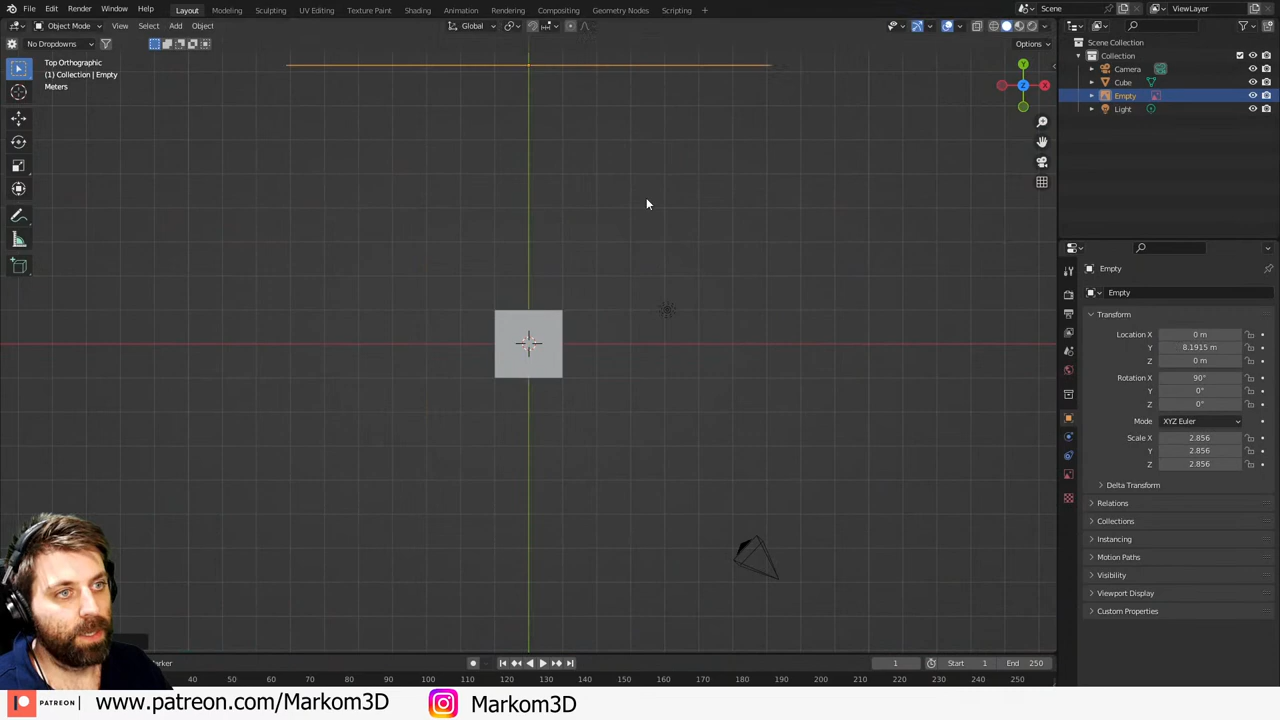 File Edit Render Window Help Layout Modeling Sculpting UV Editing Texture Paint Shading Animation Rendering Compositing Geometry Nodes Scripting Scene ViewLayer
Object Mode View Select Add Object Global
No Dropdowns Options
Top Orthographic
(1) Collection | Empty
Meters
Y
Z X
Scene Collection
Collection
Camera
Cube
Empty
Light
Empty
Empty
Transform
Location X 0 m
Y 8.1915 m
Z 0 m
Rotation X 90°
Y 0°
Z 0°
Mode XYZ Euler
Scale X 2.856
Y 2.856
Z 2.856
Delta Transform
Relations
Collections
Instancing
Motion Paths
Visibility
Viewport Display
Custom Properties
1 Start 1 End 250
80 90 100 110 120 130 140 150 160 170 180 190 200 210 220 230 240 250
PATREON www.patreon.com/Markom3D Markom3D